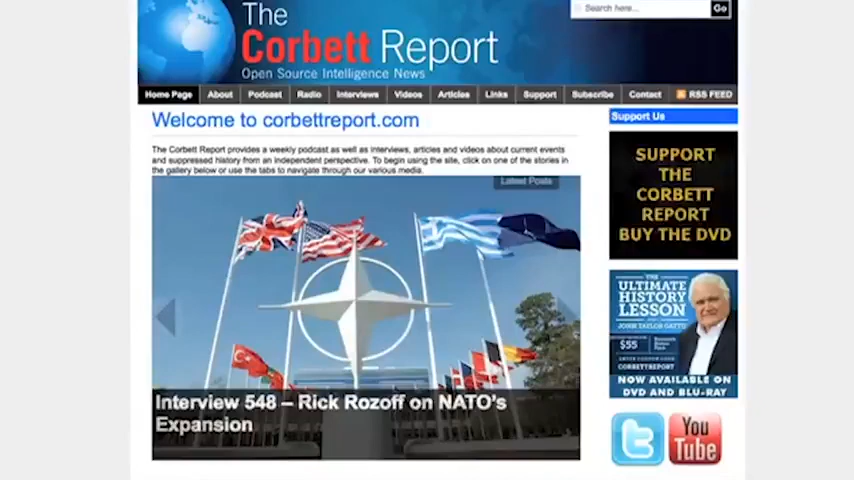 The
Corbett Report
Open Source Intelligence News
Search here...
Go
Home Page
About
Podcast
Radio
Interviews
Videos
Articles
Links
Support
Subscribe
Contact
RSS FEED
Welcome to corbettreport.com
The Corbett Report provides a weekly podcast as well as interviews, articles and videos about current events
and suppressed history from an independent perspective. To begin using the site, click on one of the stories in
the gallery below or use the tabs to navigate through our various media.
Latest Posts
Interview 548 – Rick Rozoff on NATO's
Expansion
Support Us
SUPPORT
THE
CORBETT
REPORT
BUY THE DVD
THE
ULTIMATE
HISTORY
LESSON
JOHN TAYLOR GATTO
$55
CORBETTREPORT
NOW AVAILABLE ON
DVD AND BLU-RAY
You
Tube